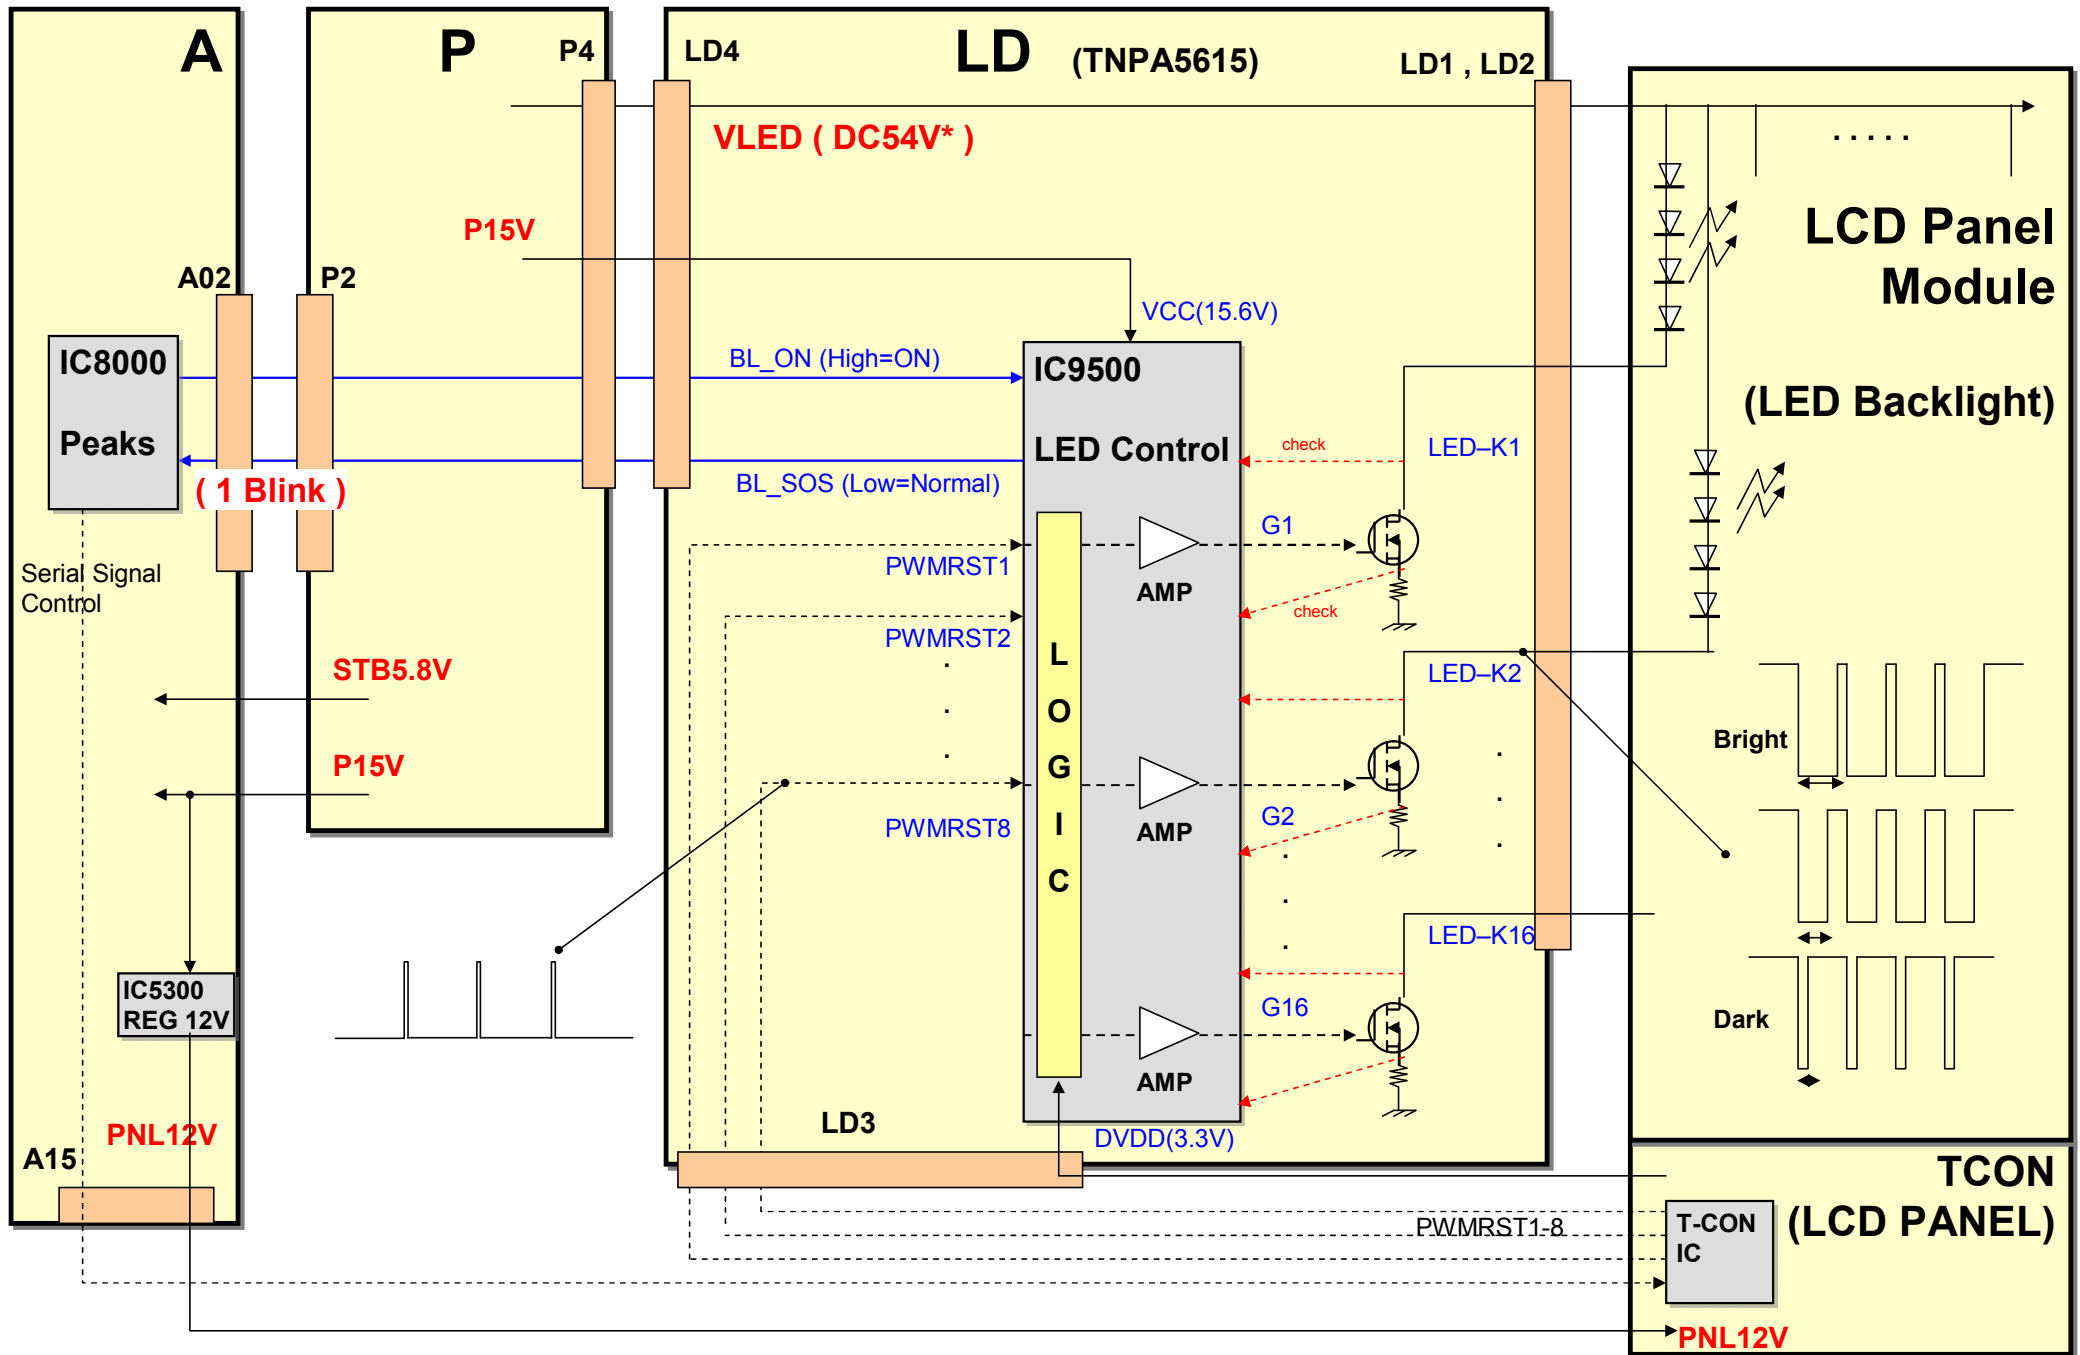 A
P
P4
LD4
LD (TNPA5615)
LD1 , LD2
VLED ( DC54V* )
. . . . .
P15V
LCD Panel
Module
(LED Backlight)
A02
P2
VCC(15.6V)
IC8000
Peaks
BL_ON (High=ON)
IC9500
LED Control
BL_SOS (Low=Normal)
( 1 Blink )
check
LED–K1
G1
PWMRST1
AMP
check
Serial Signal
Control
PWMRST2
.
.
.
L
O
G
I
C
STB5.8V
P15V
LED–K2
PWMRST8
AMP
G2
.
.
.
.
.
.
Bright
LED–K16
G16
AMP
Dark
IC5300
REG 12V
PNL12V
A15
LD3
DVDD(3.3V)
TCON
(LCD PANEL)
T-CON
IC
PWMRST1-8
PNL12V